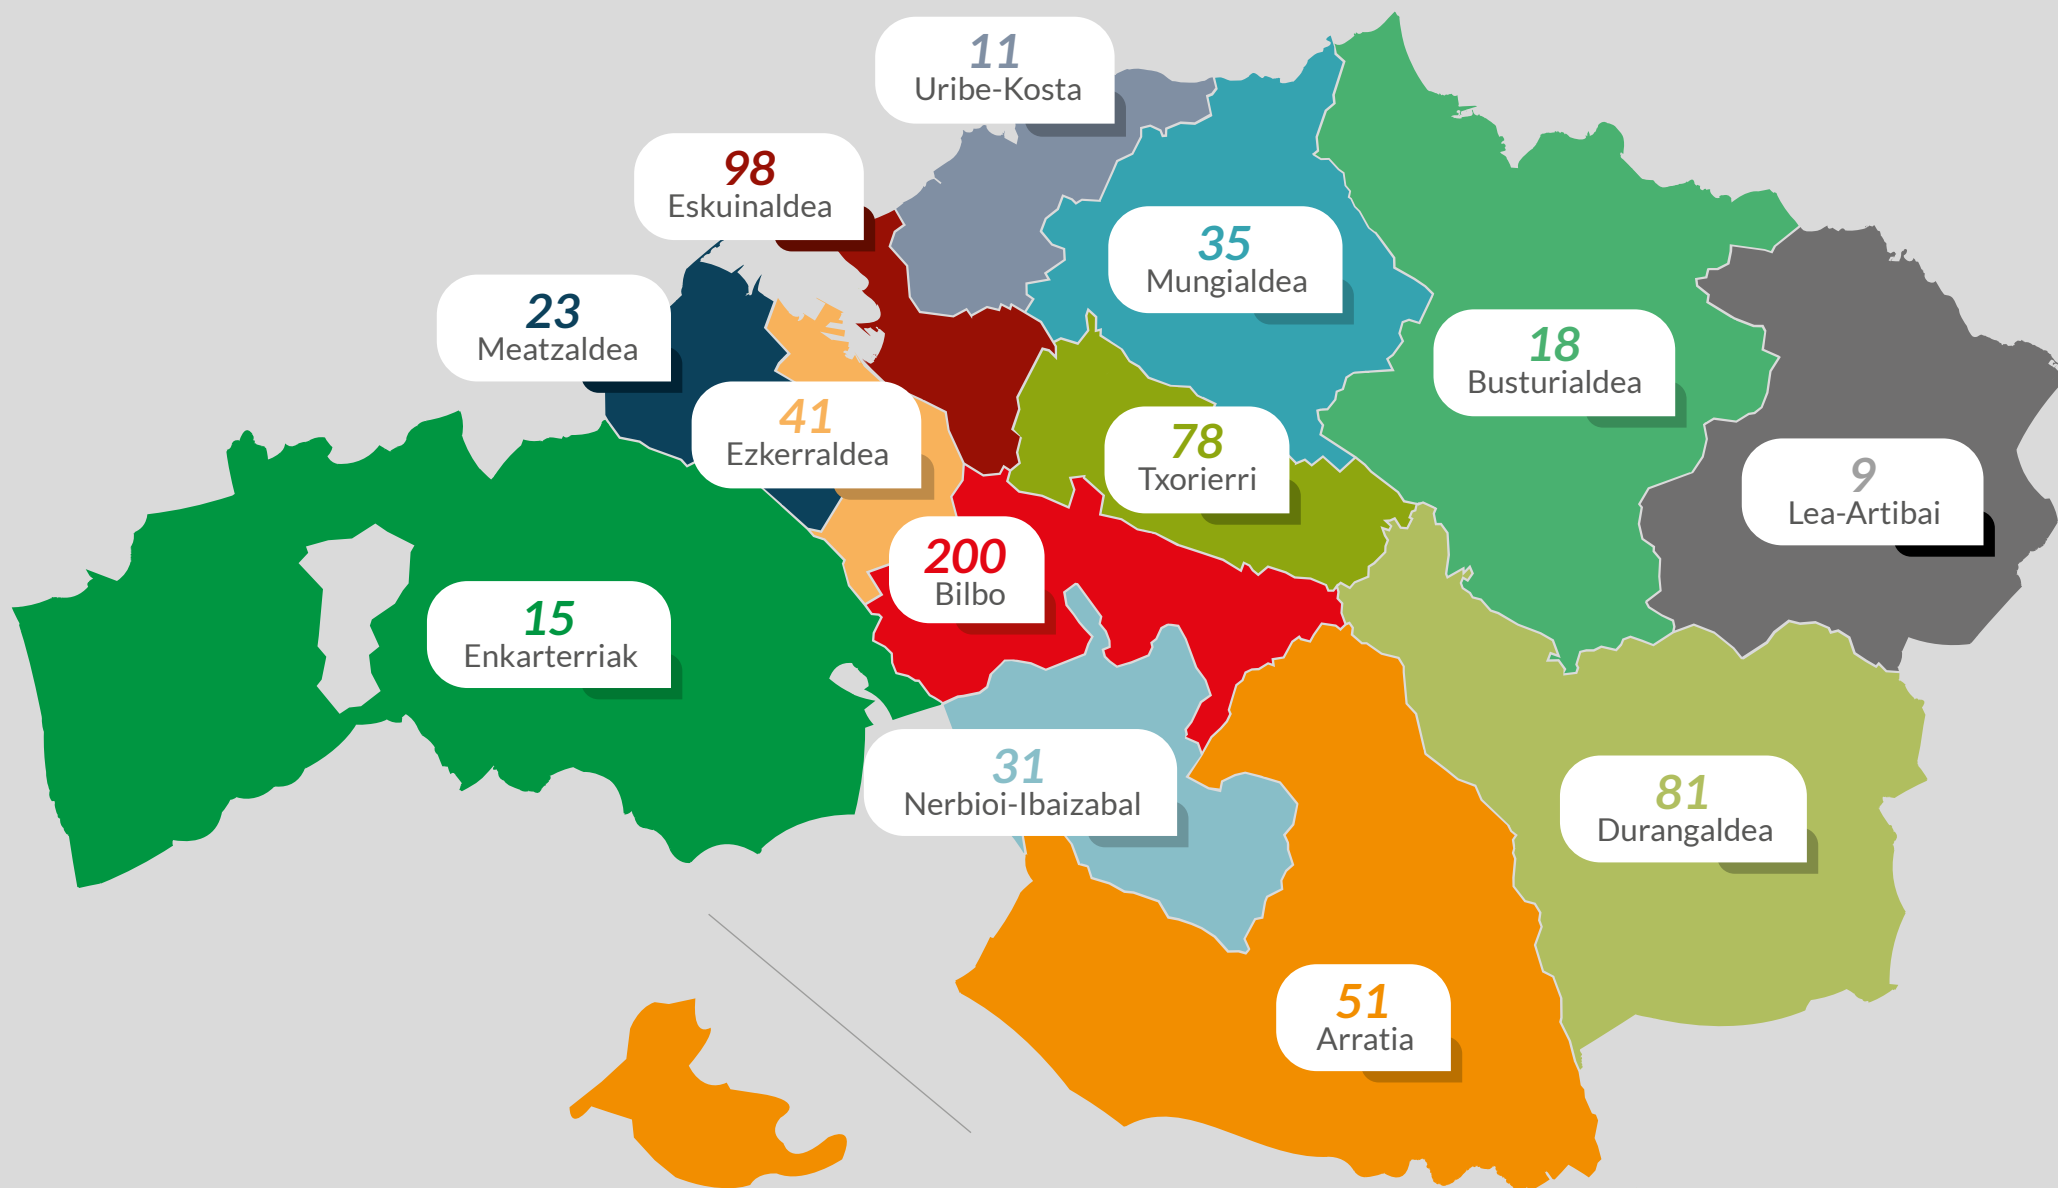 11
Uribe-Kosta
98
Eskuinaldea
35
Mungialdea
23
Meatzaldea
18
Busturialdea
41
Ezkerraldea
78
Txorierri
9
Lea-Artibai
200
Bilbo
15
Enkarterriak
31
Nerbioi-Ibaizabal
81
Durangaldea
51
Arratia